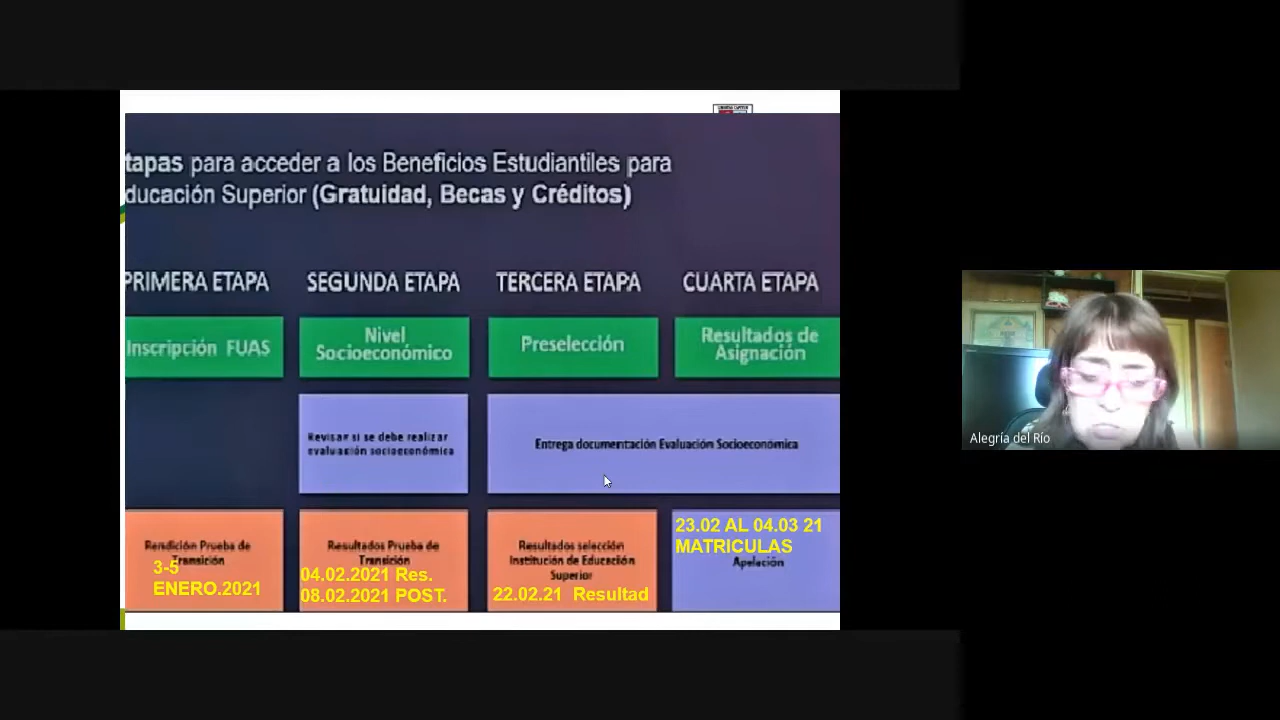 tapas para acceder a los Beneficios Estudiantiles para
ducación Superior (Gratuidad, Becas y Créditos)
PRIMERA ETAPA
SEGUNDA ETAPA
TERCERA ETAPA
CUARTA ETAPA
Inscripción FUAS
Nivel
Socioeconómico
Preselección
Resultados de
Asignación
Revisar si se debe realizar
evaluación socioeconómica
Entrega documentación Evaluación Socioeconómica
Rendición Prueba de
Transición
3-5
ENERO.2021
Resultados Prueba de
Transición
04.02.2021 Res.
08.02.2021 POST.
Resultados selección
Institución de Educación
Superior
22.02.21 Resultad
23.02 AL 04.03 21
MATRICULAS
Apelación
Alegría del Río